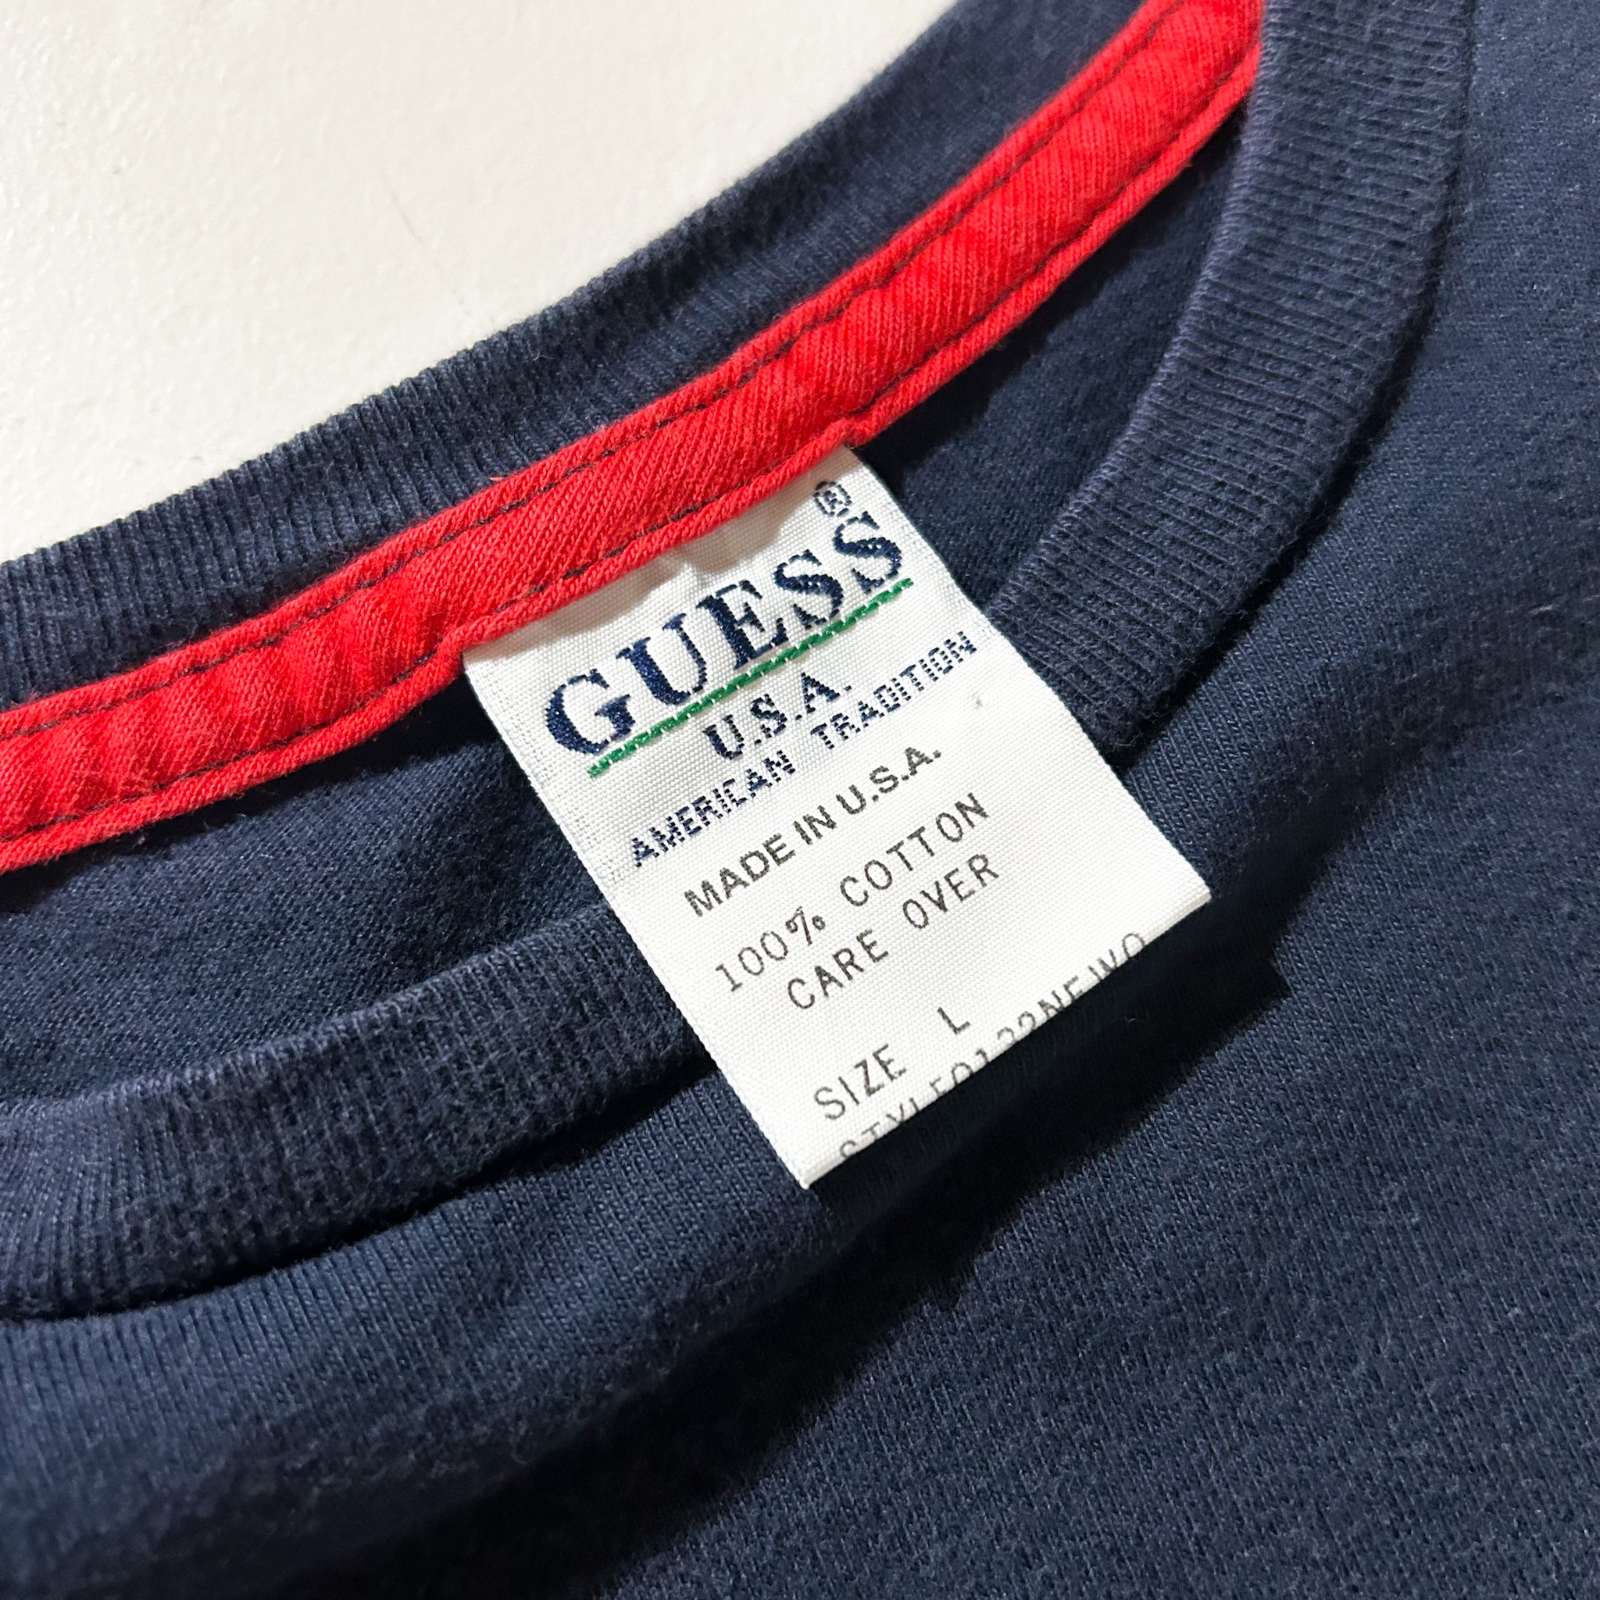 GUESS®
U.S.A.
AMERICAN TRADITION
MADE IN U.S.A.
100% COTTON
CARE OVER
SIZE L